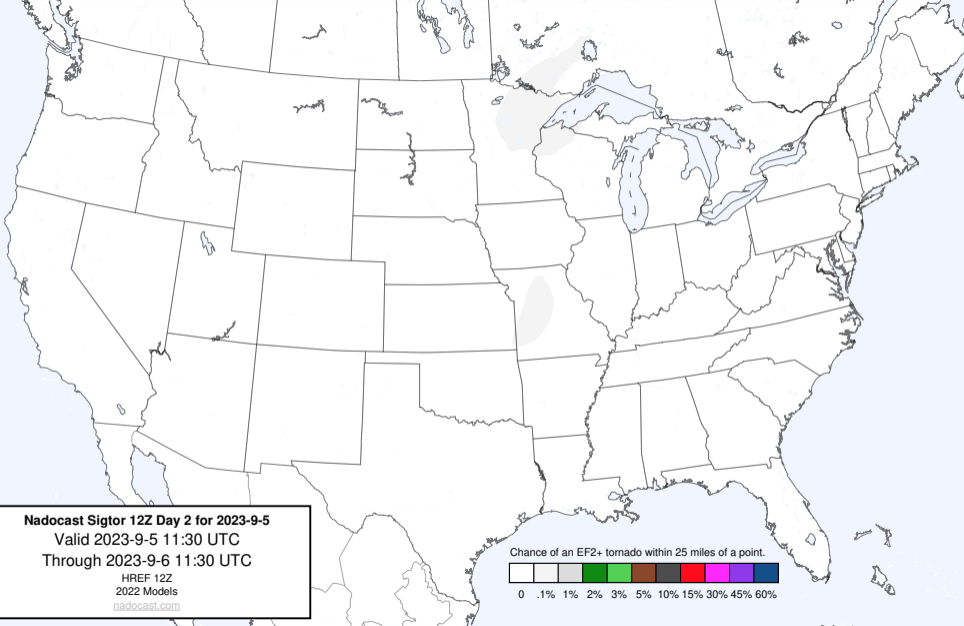 Nadocast Sigtor 12Z Day 2 for 2023-9-5
Valid 2023-9-5 11:30 UTC
Through 2023-9-6 11:30 UTC
HREF 12Z
2022 Models
nadocast.com
Chance of an EF2+ tornado within 25 miles of a point.
0 .1% 1% 2% 3% 5% 10% 15% 30% 45% 60%